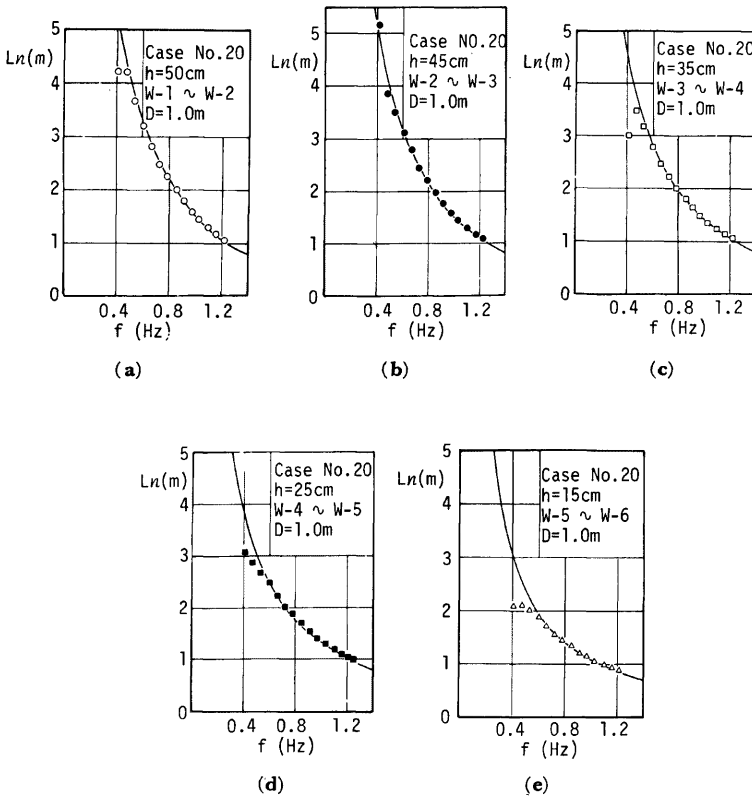 Ln(m)
5
4
3
2
1
0
Case No.20
h=50cm
W-1 ∿ W-2
D=1.0m
0.4 0.8 1.2
f (Hz)
(a)
5
4
3
2
1
0
Case NO.20
h=45cm
W-2 ∿ W-3
D=1.0m
0.4 0.8 1.2
f (Hz)
(b)
Ln(m)
5
4
3
2
1
0
Case No.20
h=35cm
W-3 ∿ W-4
D=1.0m
0.4 0.8 1.2
f (Hz)
(c)
Ln(m)
5
4
3
2
1
0
Case No.20
h=25cm
W-4 ∿ W-5
D=1.0m
0.4 0.8 1.2
f (Hz)
(d)
Ln(m)
5
4
3
2
1
0
Case No.20
h=15cm
W-5 ∿ W-6
D=1.0m
0.4 0.8 1.2
f (Hz)
(e)